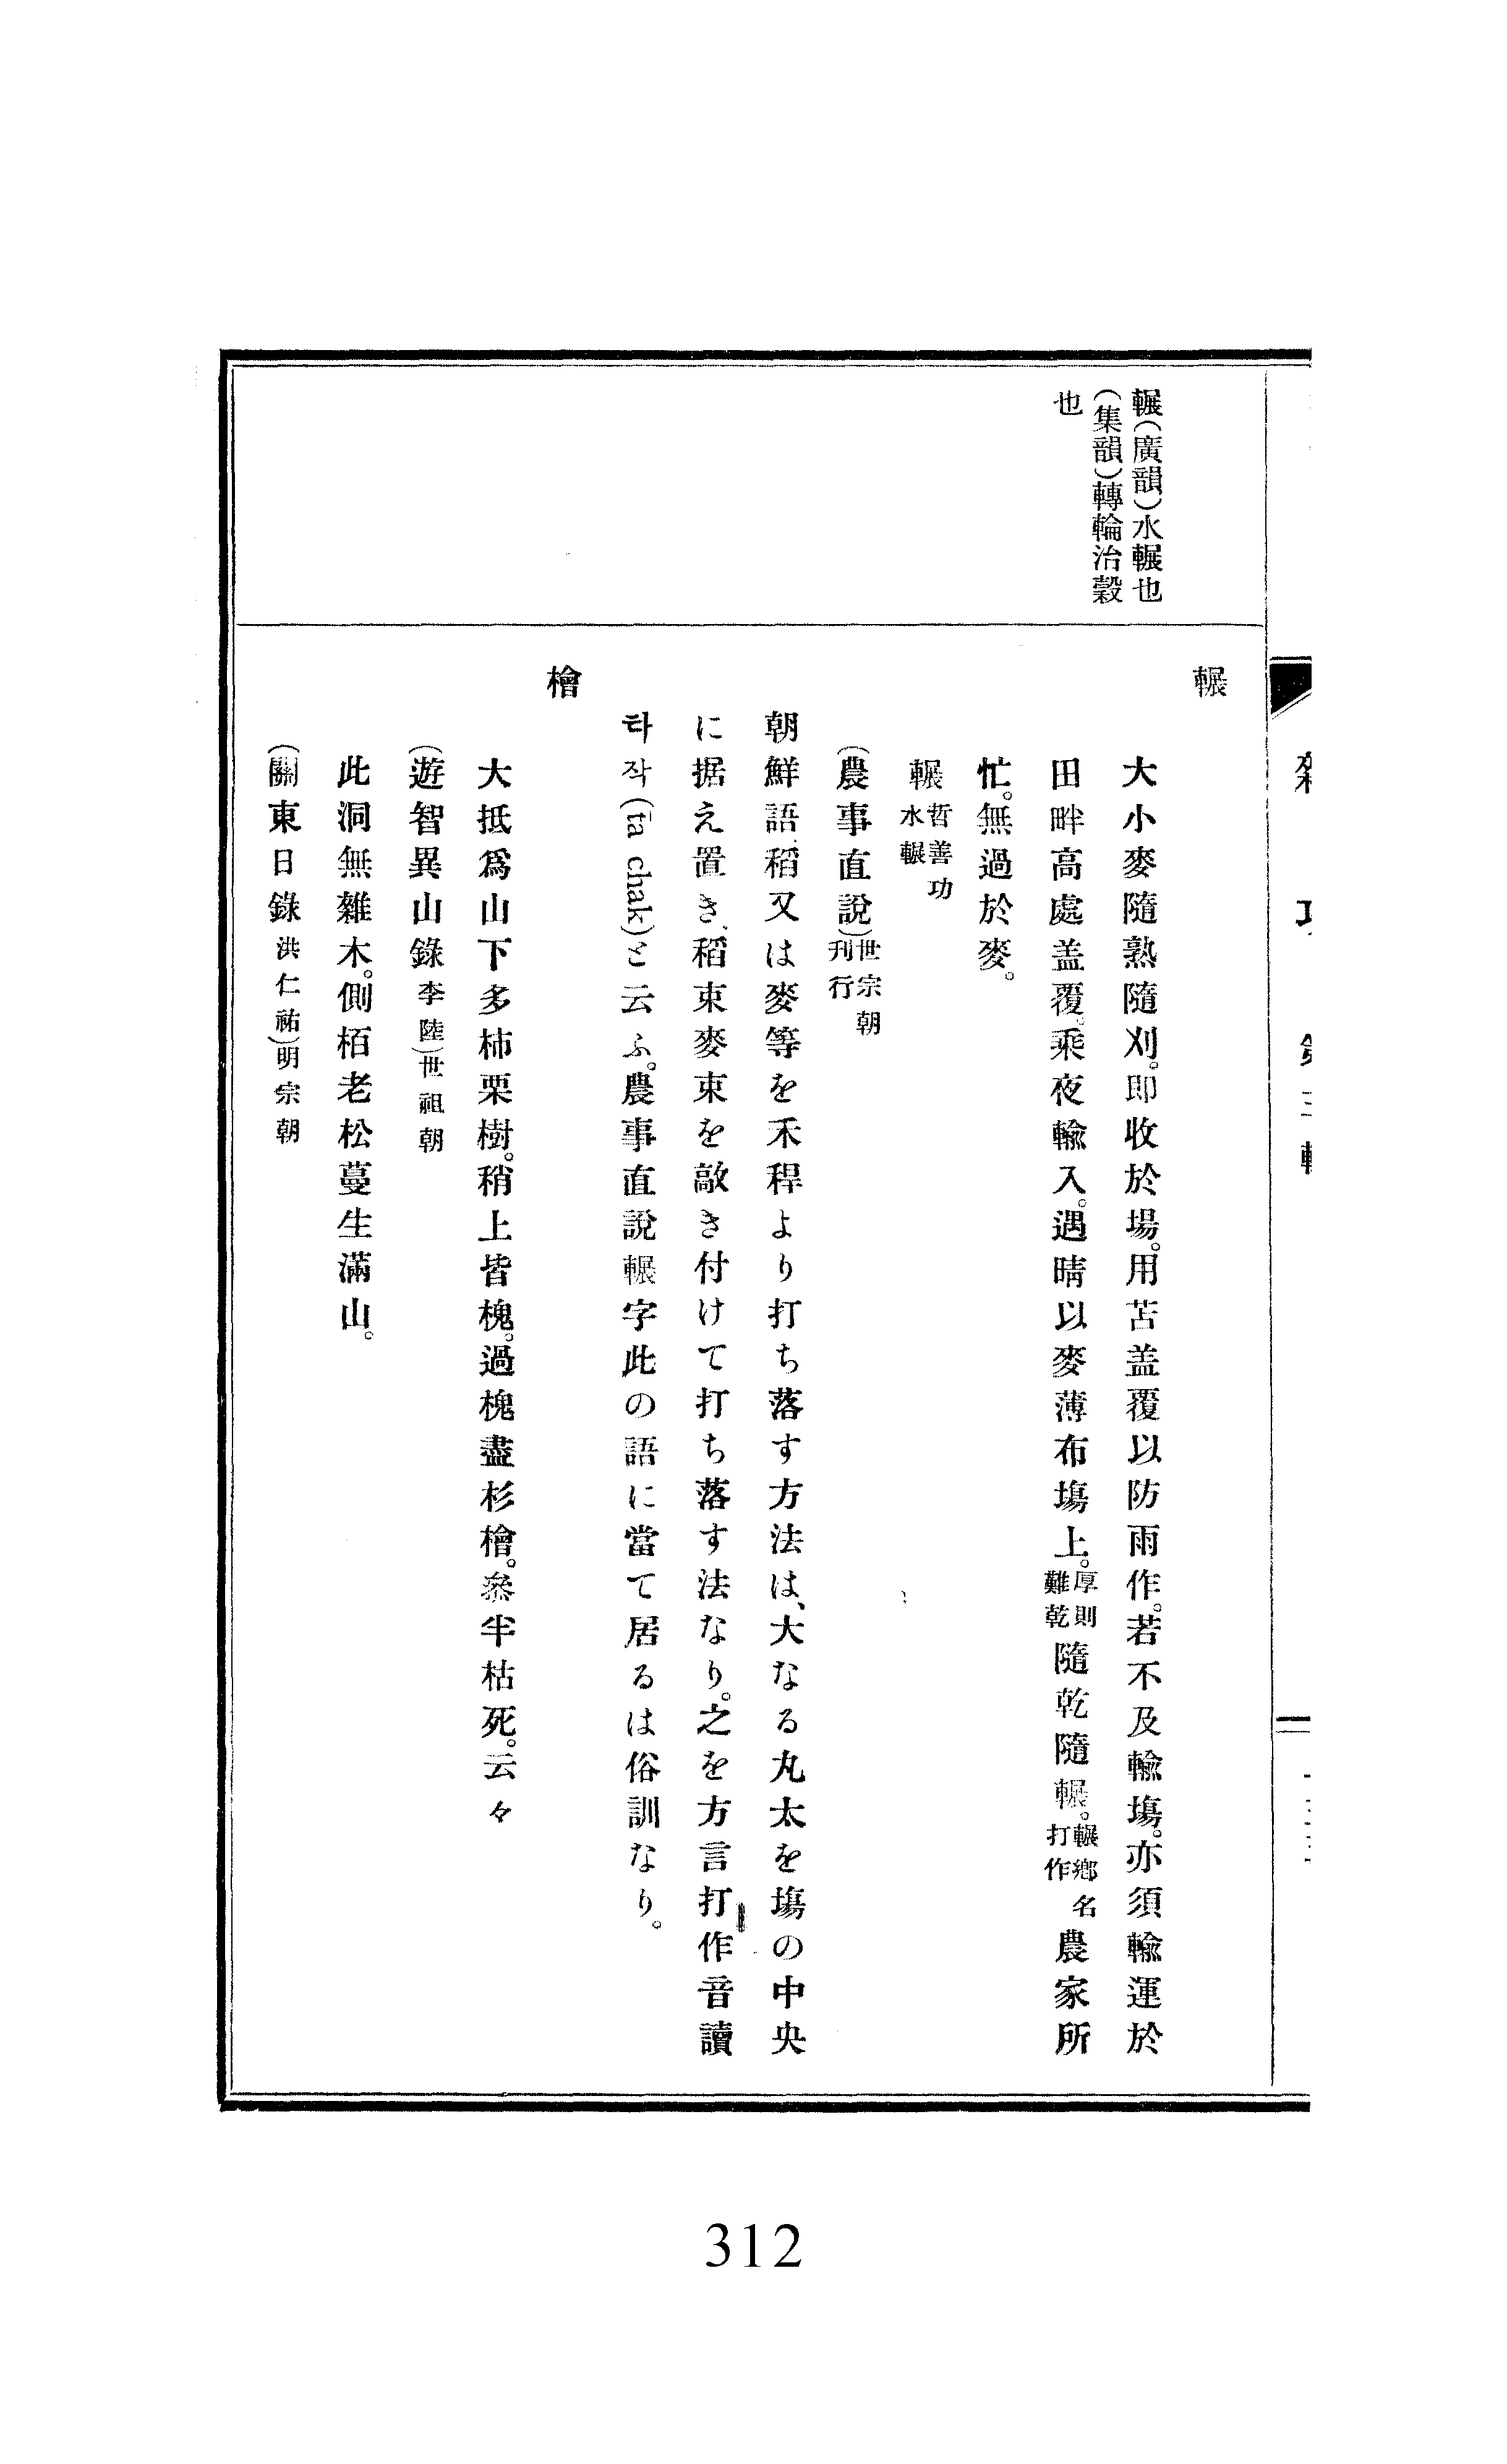 輾(廣韻)水輾也
(集韻)轉輪治穀
也
輾
大小麥隨熟隨刈。即收於場。用苫盖覆以防雨作。若不及輸塲。亦須輸運於
田畔高處盖覆。乘夜輸入。遇晴以麥薄布塲上。厚則難乾隨乾隨輾。輾鄕名打作農家所
忙。無過於麥。
輾哲善功水輾
(農事直說)世宗朝刊行
朝鮮語、稻又は麥等を禾稈より打ち落す方法は、大なる丸太を塲の中央
に据え置き、稻束麥束を敲き付けて打ち落す法なり。之を方言打作音讀
타작(tā chak)と云ふ。農事直說輾字此の語に當て居るは俗訓なり。
檜
大抵爲山下多柿栗樹。稍上皆槐。過槐盡杉檜。叅半枯死。云々
(遊智異山錄李陸)世祖朝
此洞無雜木。側栢老松蔓生滿山。
(關東日錄洪仁祐)明宗朝
312